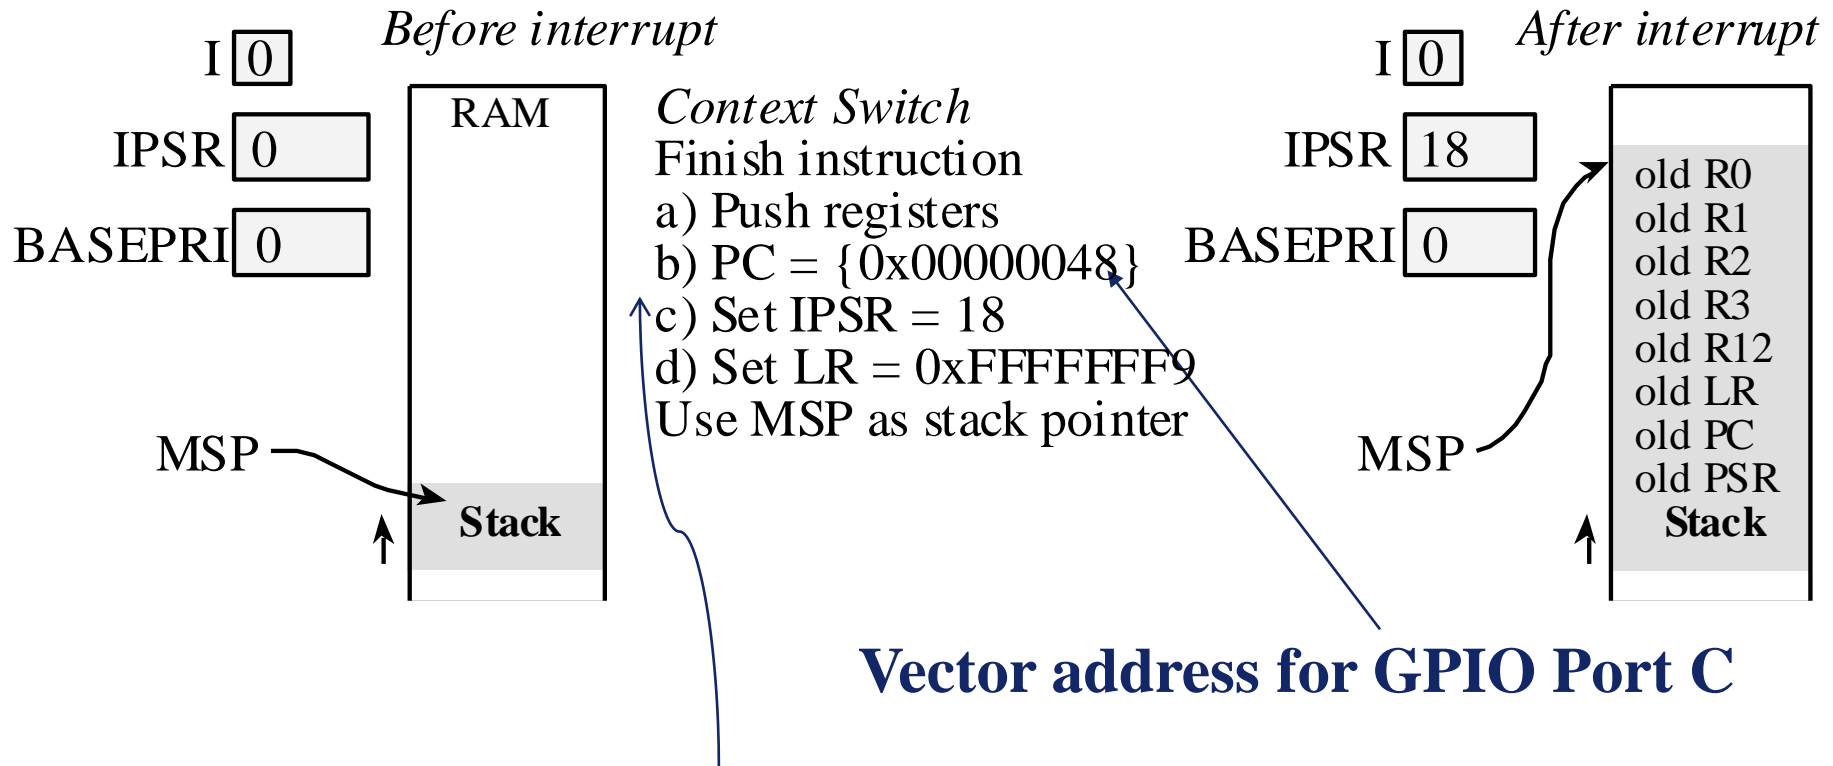 Before interrupt
I 0
IPSR 0
BASEPRI 0
RAM
MSP
Stack
Context Switch
Finish instruction
a) Push registers
b) PC = {0x00000048}
c) Set IPSR = 18
d) Set LR = 0xFFFFFFF9
Use MSP as stack pointer
After interrupt
I 0
IPSR 18
BASEPRI 0
MSP
old R0
old R1
old R2
old R3
old R12
old LR
old PC
old PSR
Stack
Vector address for GPIO Port C